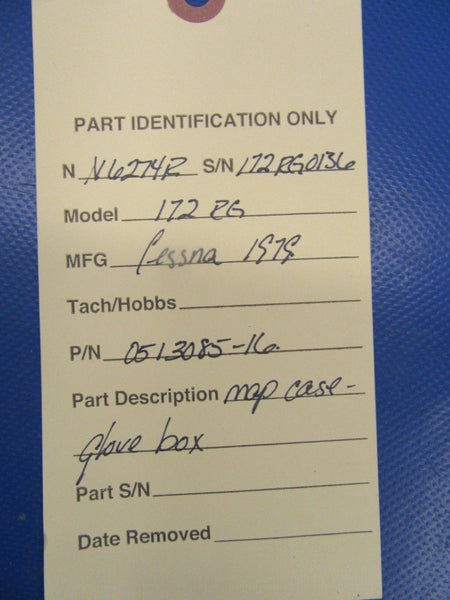 PART IDENTIFICATION ONLY
N N6274R S/N 172RG0136
Model 172 RG
MFG Cessna 1979
Tach/Hobbs
P/N 0513085-16
Part Description map case-
glove box
Part S/N
Date Removed